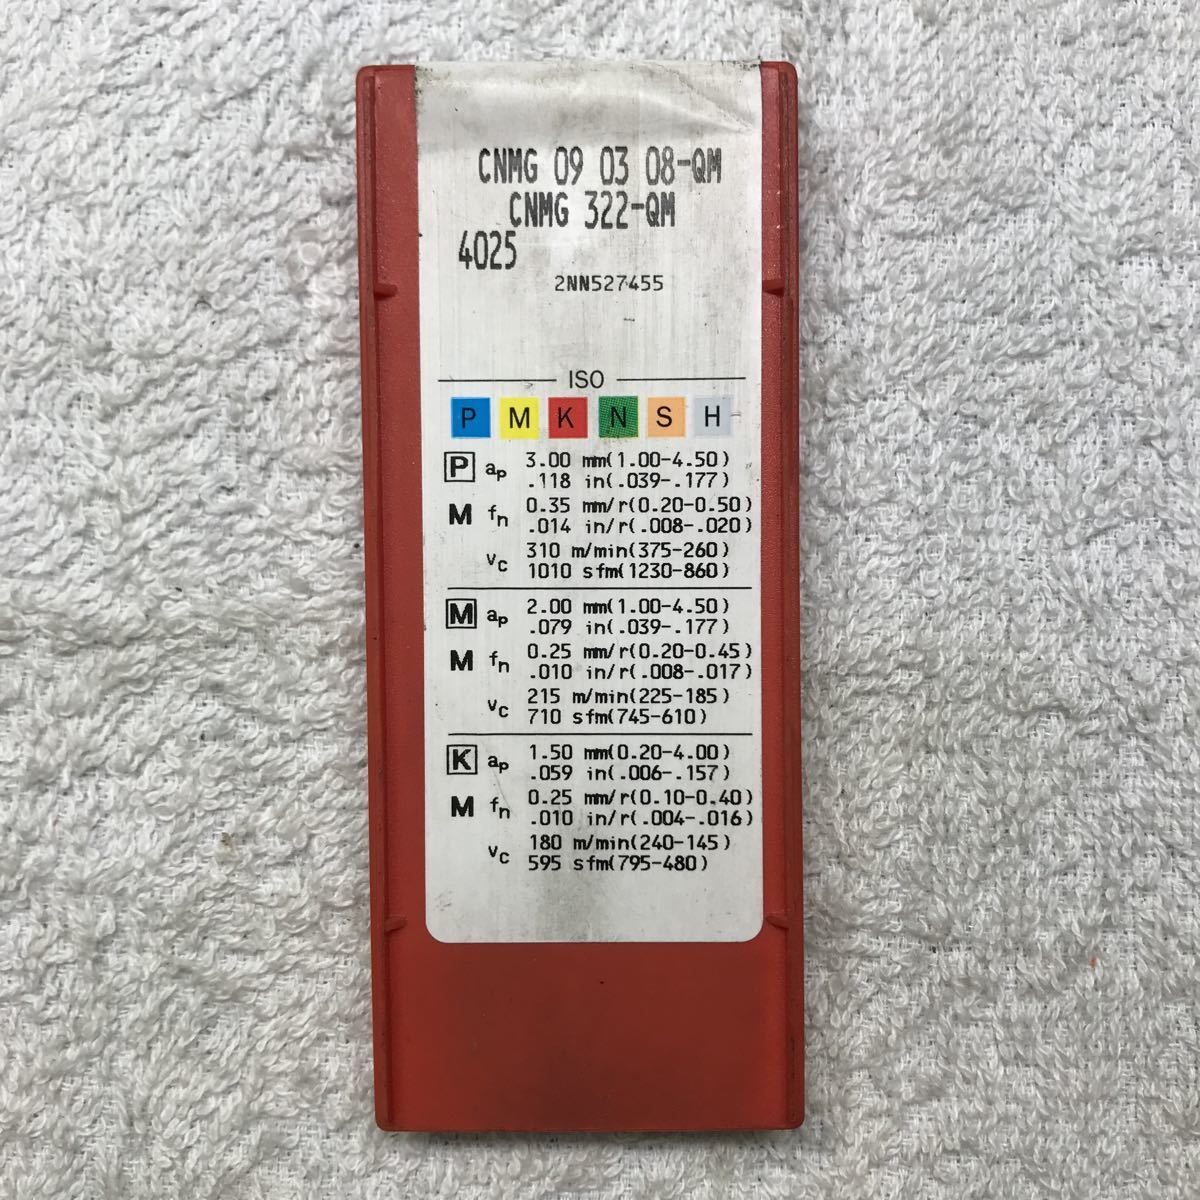 CNMG 09 03 08-QM
CNMG 322-QM
4025
2NN527455
ISO
P M K N S H
P ap 3.00 mm(1.00-4.50)
.118 in(.039-.177)
M fn 0.35 mm/r(0.20-0.50)
.014 in/r(.008-.020)
vc 310 m/min(375-260)
1010 sfm(1230-860)
M ap 2.00 mm(1.00-4.50)
.079 in(.039-.177)
M fn 0.25 mm/r(0.20-0.45)
.010 in/r(.008-.017)
vc 215 m/min(225-185)
710 sfm(745-610)
K ap 1.50 mm(0.20-4.00)
.059 in(.006-.157)
M fn 0.25 mm/r(0.10-0.40)
.010 in/r(.004-.016)
vc 180 m/min(240-145)
595 sfm(795-480)